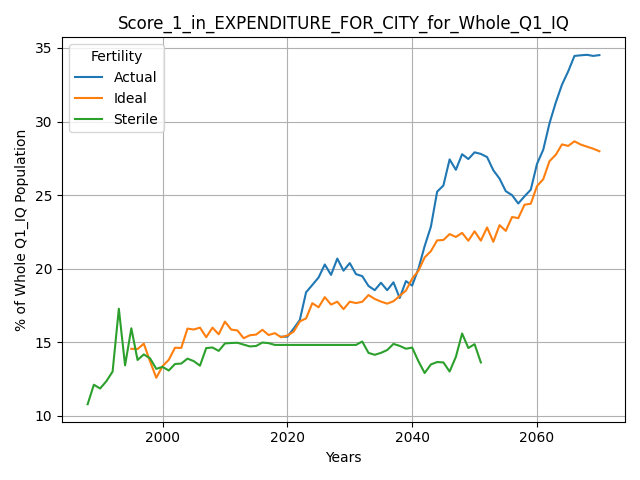 Score_1_in_EXPENDITURE_FOR_CITY_for_Whole_Q1_IQ
Fertility
Actual
Ideal
Sterile
35
30
25
20
15
10
% of Whole Q1_IQ Population
2000
2020
2040
2060
Years